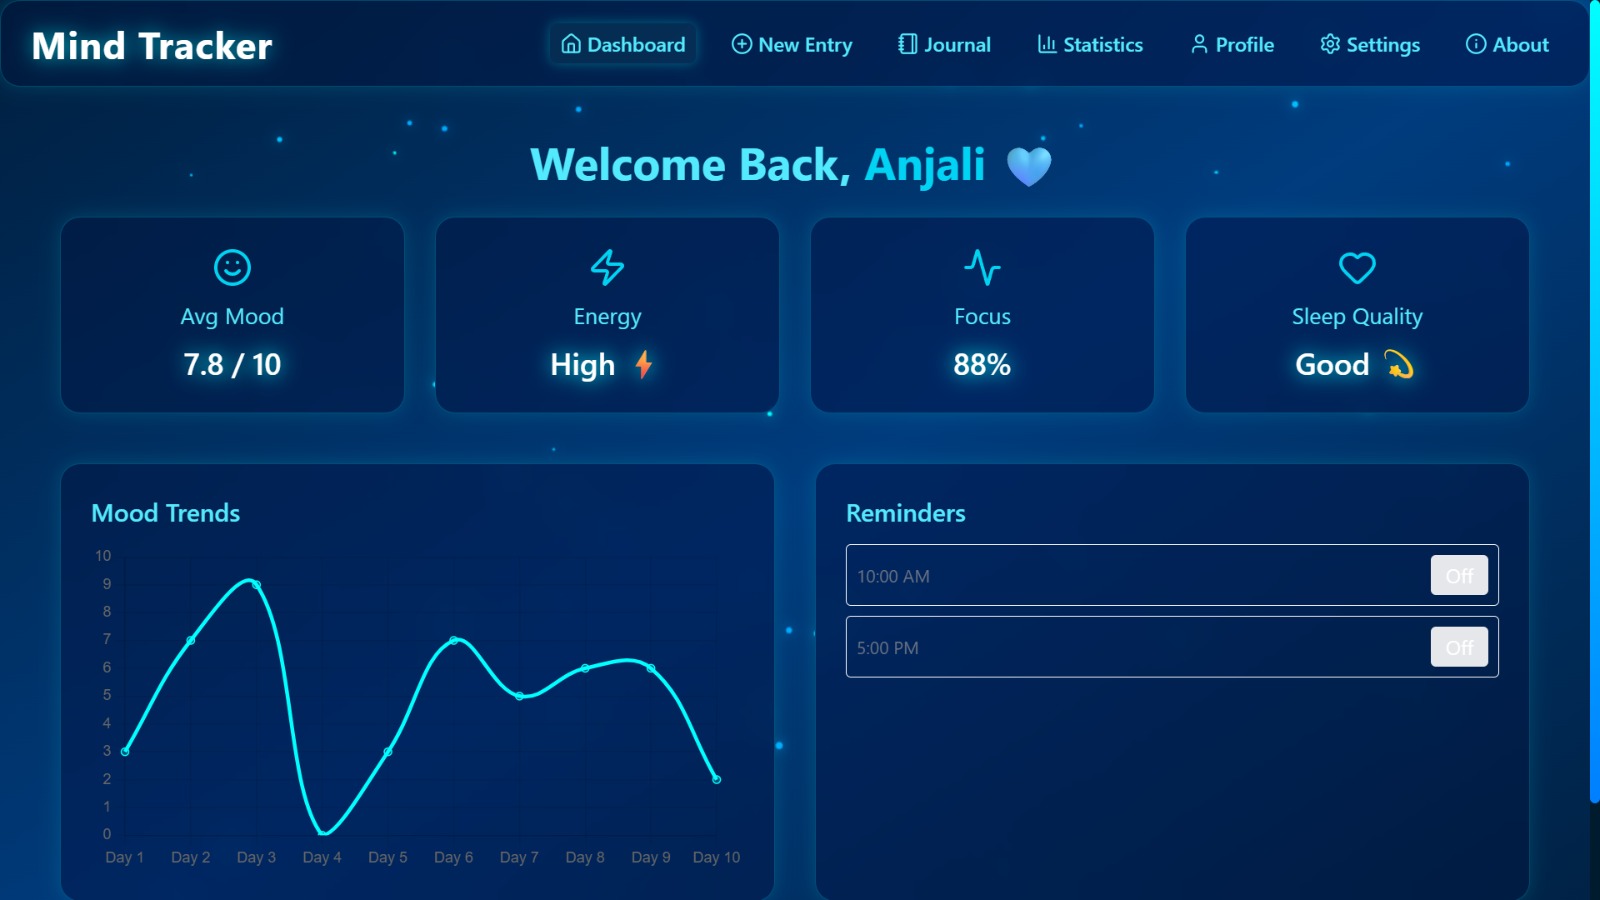 Mind Tracker
Dashboard
New Entry
Journal
Statistics
Profile
Settings
About
Welcome Back, Anjali
Avg Mood
7.8 / 10
Energy
High
Focus
88%
Sleep Quality
Good
Mood Trends
10
9
8
7
6
5
4
3
2
1
0
Day 1 Day 2 Day 3 Day 4 Day 5 Day 6 Day 7 Day 8 Day 9 Day 10
Reminders
10:00 AM Off
5:00 PM Off